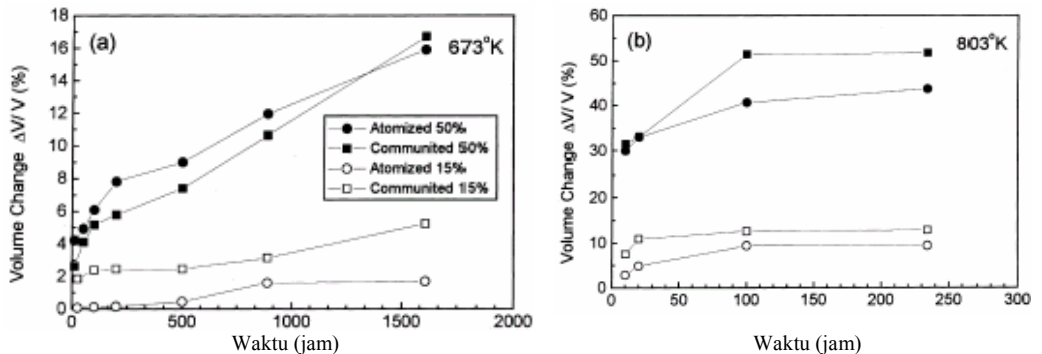 (a)
673°K
Volume Change ΔV/ V (%)
18
16
14
12
10
8
6
4
2
0
Atomized 50‰
Communited 50%
Atomized 15‰
Communited 15%
0
500
1000
1500
2000
Waktu (jam)
(b)
803°K
Volume Change ΔV/ V (%)
60
50
40
30
20
10
0
0
50
100
150
200
250
300
Waktu (jam)